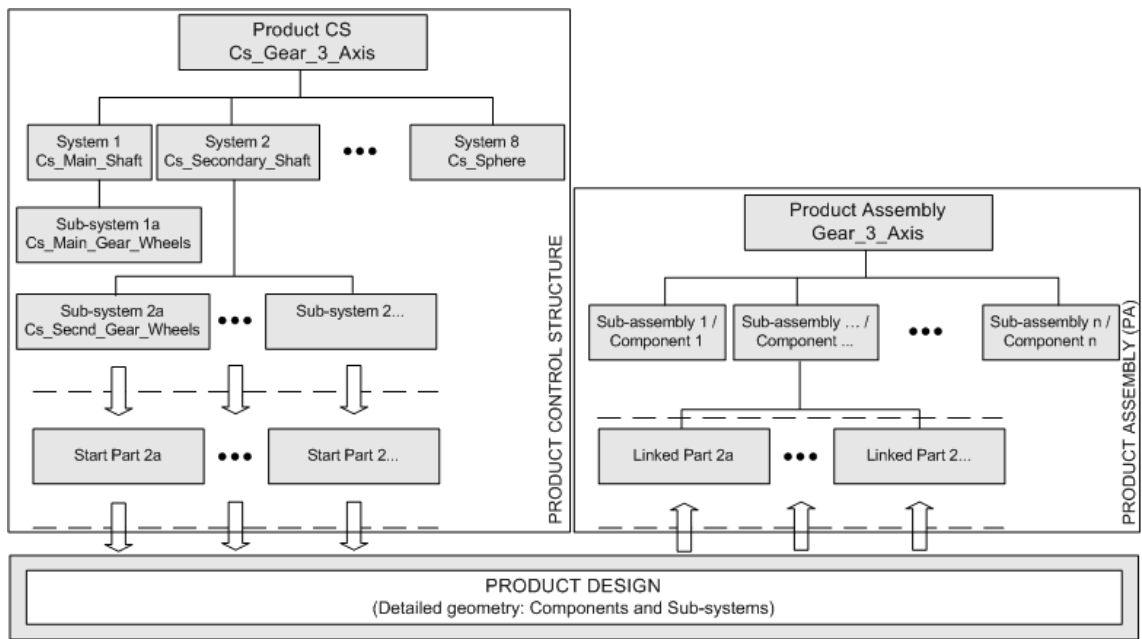 Product CS
Cs_Gear_3_Axis
System 1
Cs_Main_Shaft
System 2
Cs_Secondary_Shaft
•••
System 8
Cs_Sphere
Sub-system 1a
Cs_Main_Gear_Wheels
Sub-system 2a
Cs_Secnd_Gear_Wheels
•••
Sub-system 2...
Start Part 2a
•••
Start Part 2...
PRODUCT CONTROL STRUCTURE
Product Assembly
Gear_3_Axis
Sub-assembly 1 /
Component 1
Sub-assembly ... /
Component ...
•••
Sub-assembly n /
Component n
Linked Part 2a
•••
Linked Part 2...
PRODUCT ASSEMBLY (PA)
PRODUCT DESIGN
(Detailed geometry: Components and Sub-systems)